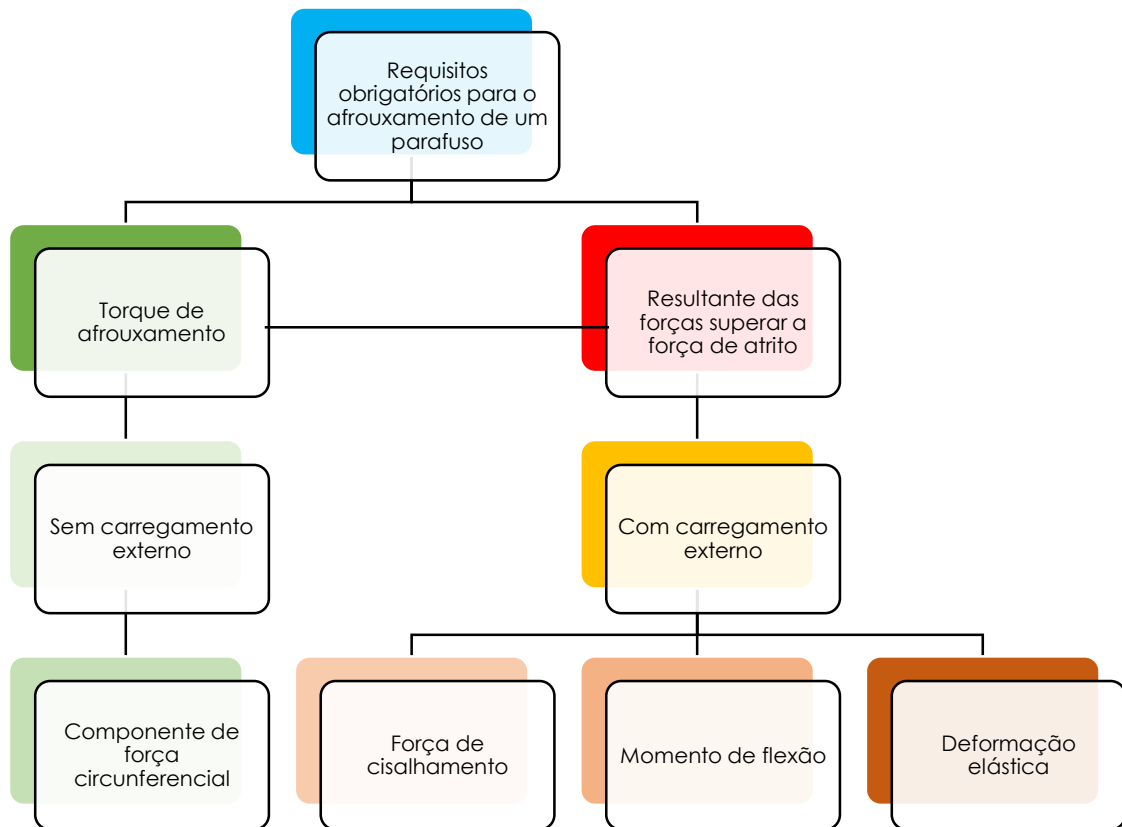 Requisitos
obrigatórios para o
afrouxamento de um
parafuso
Torque de
afrouxamento
Resultante das
forças superar a
força de atrito
Sem carregamento
externo
Com carregamento
externo
Componente de
força
circunferencial
Força de
cisalhamento
Momento de flexão
Deformação
elástica